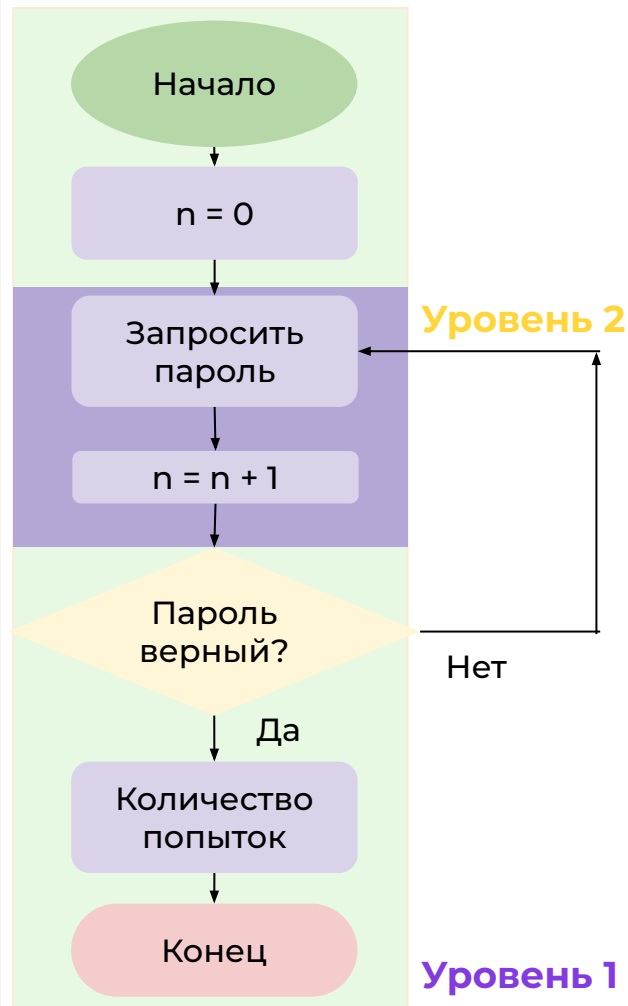 Начало
n = 0
Запросить
пароль
Уровень 2
n = n + 1
Пароль
верный?
Нет
Да
Количество
попыток
Конец
Уровень 1